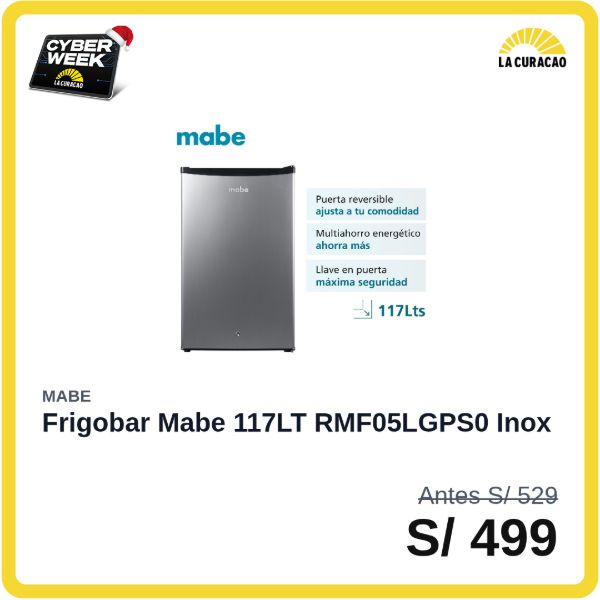 CYBER
WEEK
LA CURACAO
LA CURACAO
mabe
mabe
Puerta reversible
ajusta a tu comodidad
Multiahorro energético
ahorra más
Llave en puerta
máxima seguridad
117Lts
MABE
Frigobar Mabe 117LT RMF05LGPS0 Inox
Antes S/ 529
S/ 499